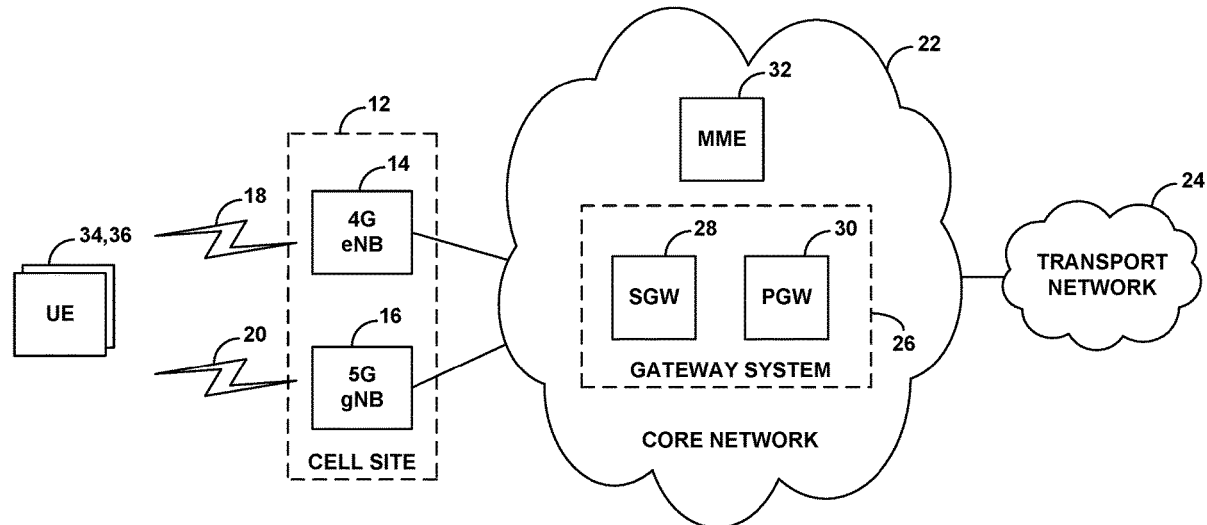 22
32
MME
12
14
4G
eNB
18
34,36
UE
24
TRANSPORT
NETWORK
28
SGW
30
PGW
26
GATEWAY SYSTEM
16
5G
gNB
20
CELL SITE
CORE NETWORK